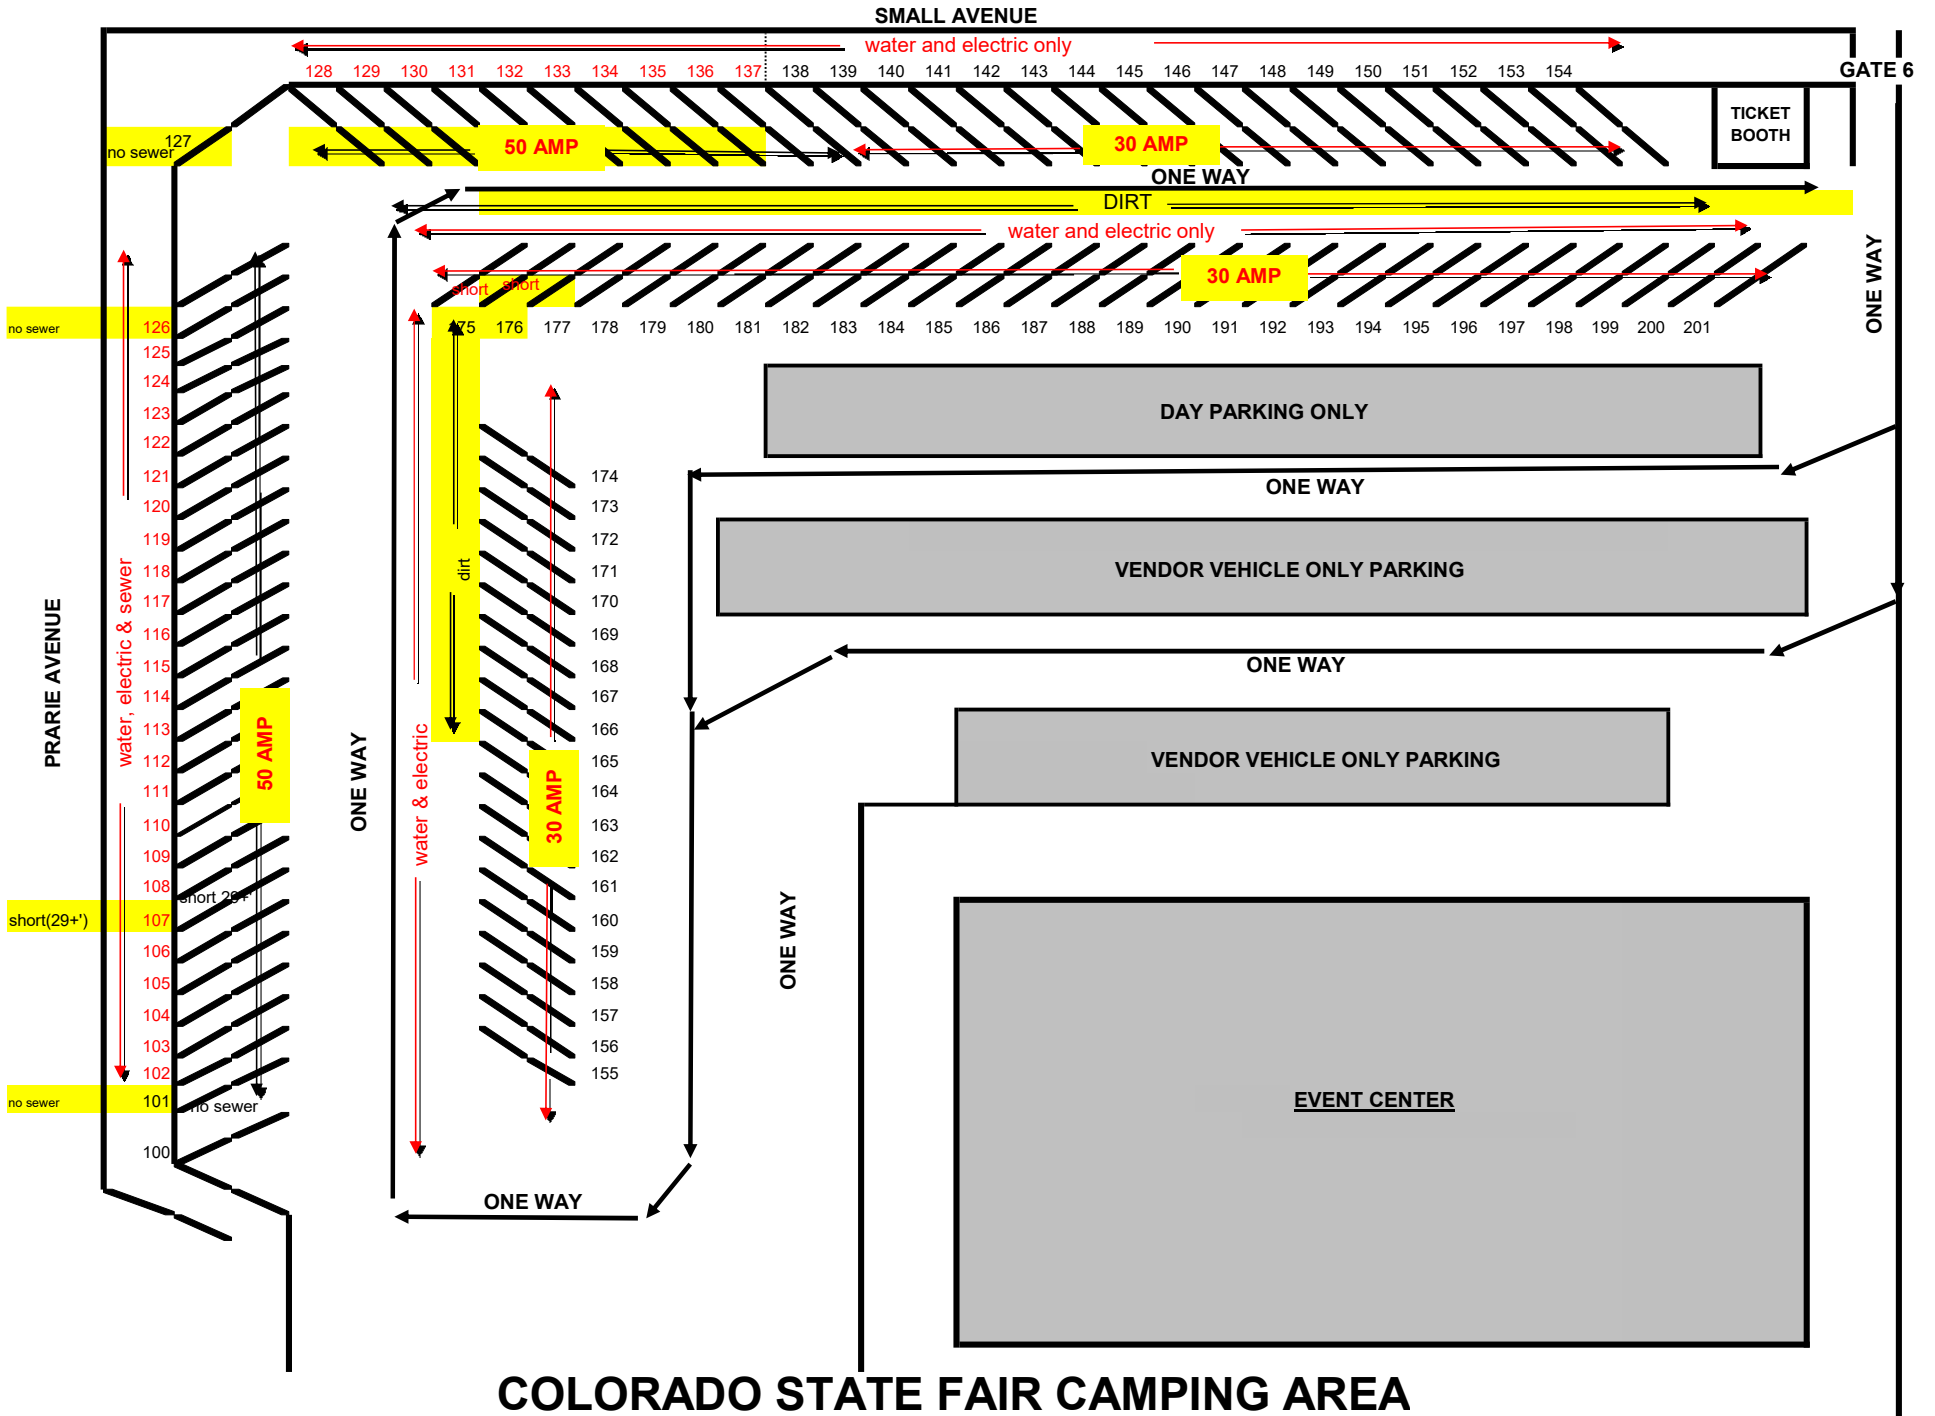 SMALL AVENUE
water and electric only
128 129 130 131 132 133 134 135 136 137 138 139 140 141 142 143 144 145 146 147 148 149 150 151 152 153 154
GATE 6
TICKET
BOOTH
127
no sewer
50 AMP
30 AMP
ONE WAY
DIRT
water and electric only
30 AMP
short
short
175 176 177 178 179 180 181 182 183 184 185 186 187 188 189 190 191 192 193 194 195 196 197 198 199 200 201
ONE WAY
no sewer
126
125
124
123
122
121
120
119
118
117
116
115
114
113
112
111
110
109
108
short 29+'
short(29+')
107
106
105
104
103
102
no sewer
101
no sewer
100
PRARIE AVENUE
water, electric & sewer
50 AMP
ONE WAY
water & electric
dirt
30 AMP
174
173
172
171
170
169
168
167
166
165
164
163
162
161
160
159
158
157
156
155
ONE WAY
DAY PARKING ONLY
ONE WAY
VENDOR VEHICLE ONLY PARKING
ONE WAY
VENDOR VEHICLE ONLY PARKING
ONE WAY
EVENT CENTER
COLORADO STATE FAIR CAMPING AREA